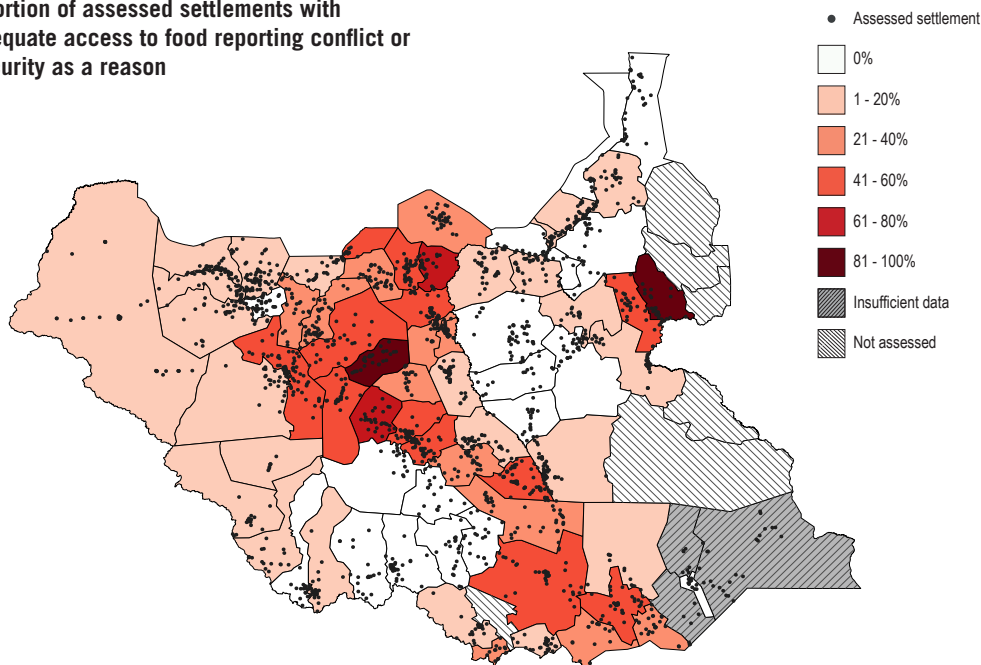 ortion of assessed settlements with
equate access to food reporting conflict or
urity as a reason
Assessed settlement
0%
1 - 20%
21 - 40%
41 - 60%
61 - 80%
81 - 100%
Insufficient data
Not assessed